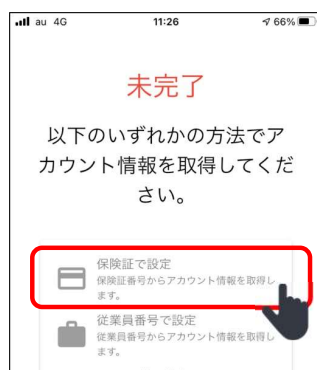 au 4G 11:26 66%
未完了
以下のいずれかの方法でア
カウント情報を取得してくだ
さい。
保険証で設定
保険証番号からアカウント情報を取得し
ます。
従業員番号で設定
従業員番号からアカウント情報を取得し
ます。